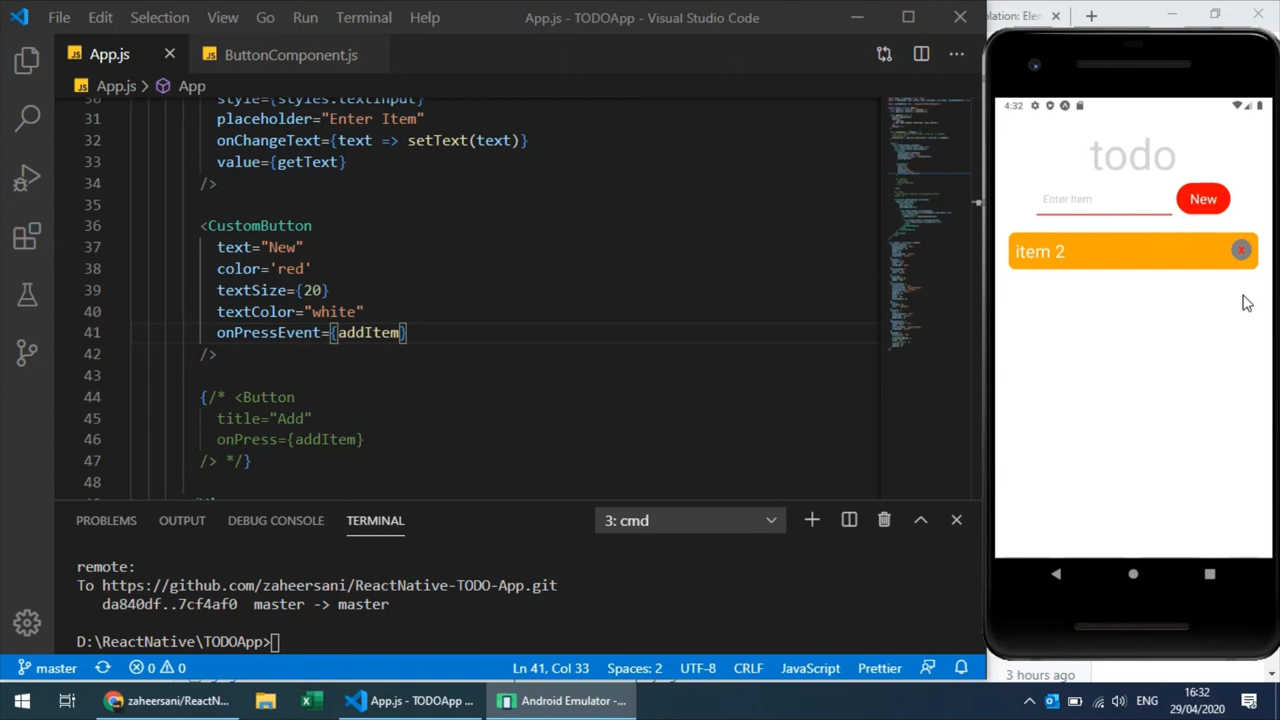 File Edit Selection View Go Run Terminal Help App.js - TODOApp - Visual Studio Code
App.js ButtonComponent.js
App.js > App
style={styles.textInput}
31 placeholder="Enter Item"
32 onChangeText={text => setText(text)}
33 value={getText}
34 />
35
36 <CustomButton
37 text="New"
38 color='red'
39 textSize={20}
40 textColor="white"
41 onPressEvent={addItem}
42 />
43
44 {/* <Button
45 title="Add"
46 onPress={addItem}
47 /> */}
48
PROBLEMS OUTPUT DEBUG CONSOLE TERMINAL 3: cmd
remote:
To https://github.com/zaheersani/ReactNative-TODO-App.git
da840df..7cf4af0 master -> master
D:\ReactNative\TODOApp>
master 0 0 Ln 41, Col 33 Spaces: 2 UTF-8 CRLF JavaScript Prettier
4:32
todo
Enter Item New
item 2 x
3 hours ago
zaheersani/ReactN... App.js - TODOApp ... Android Emulator -... ENG 16:32
29/04/2020